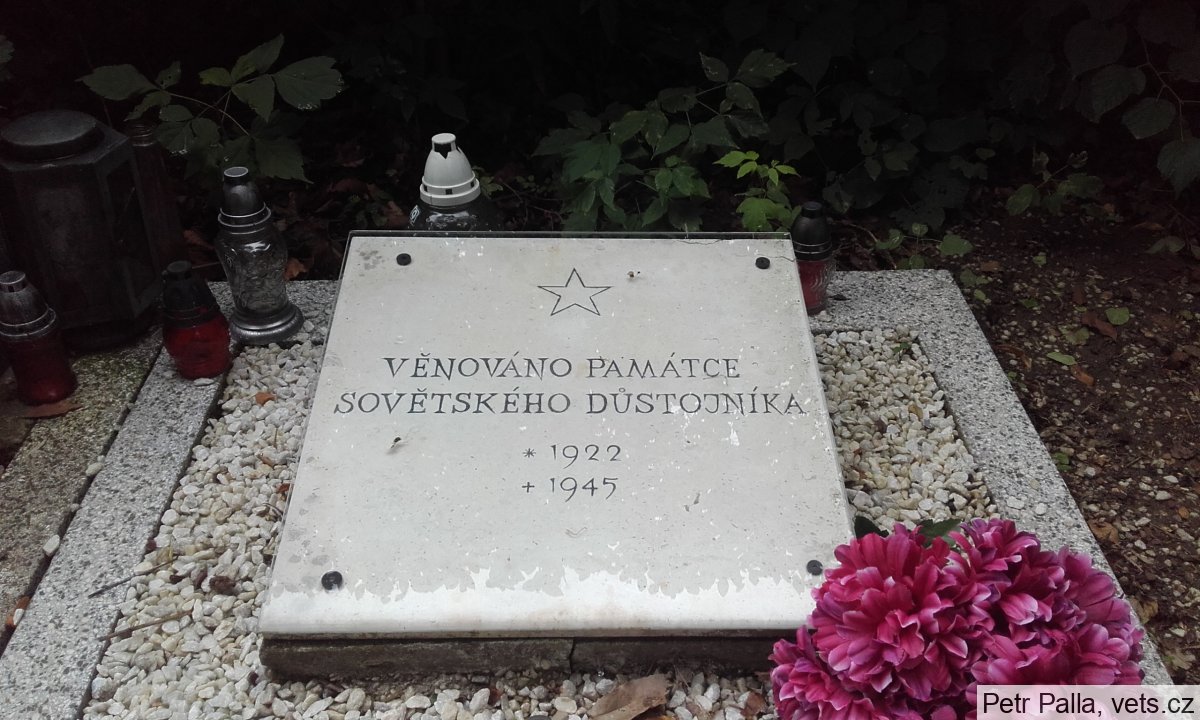 VĚNOVÁNO PAMÁTCE
SOVĚTSKÉHO DŮSTOJNÍKA
* 1922
+ 1945
Petr Palla, vets.cz